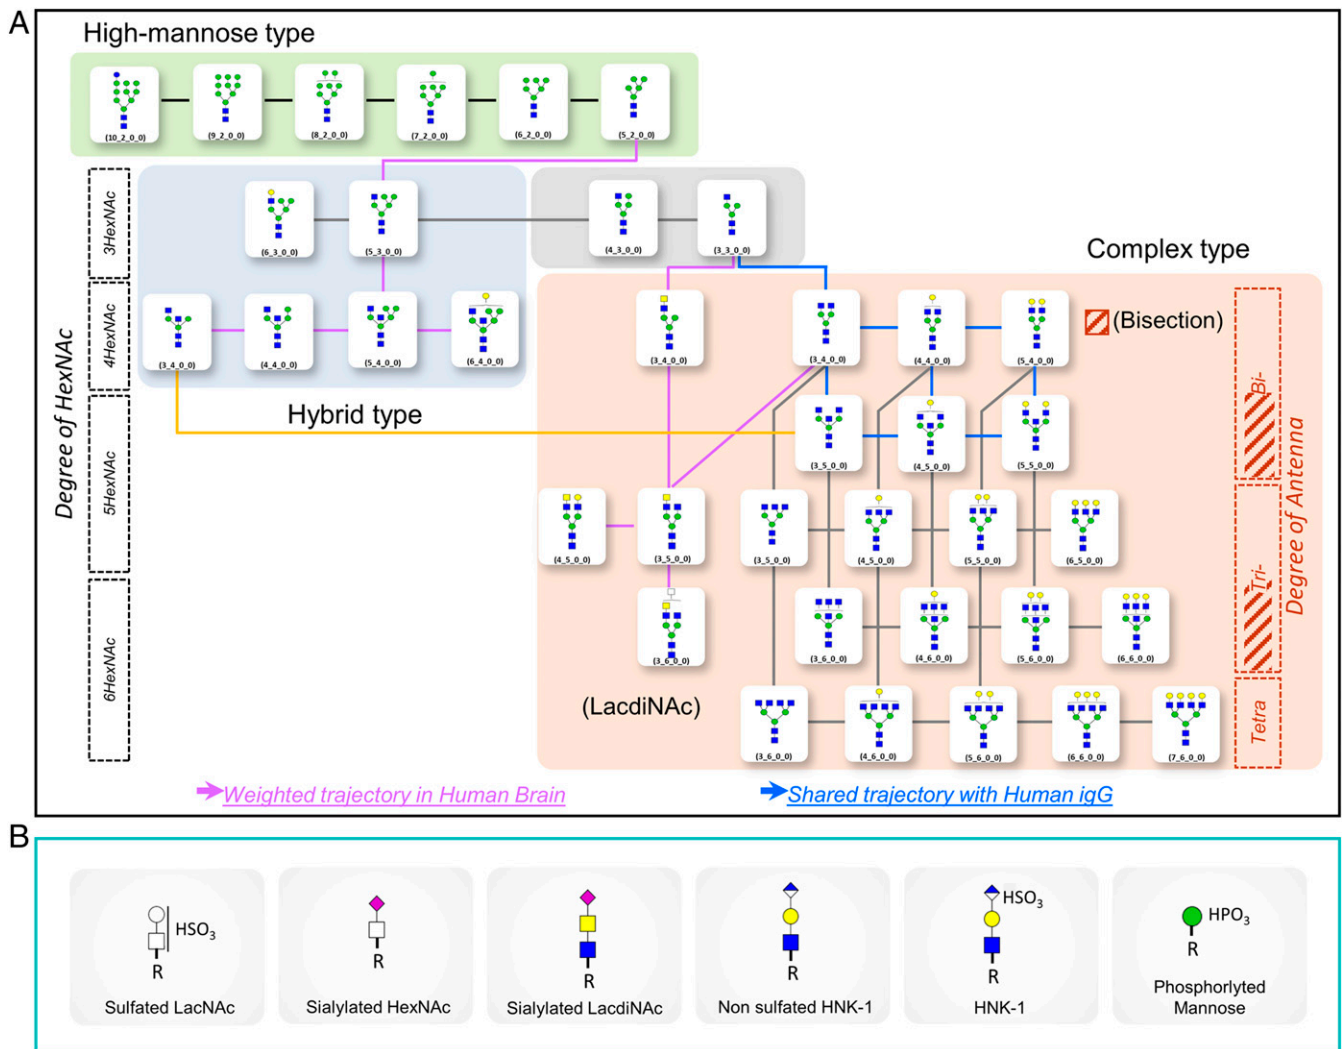 A
High-mannose type
(10_2_0_0)
(9_2_0_0)
(8_2_0_0)
(7_2_0_0)
(6_2_0_0)
(5_2_0_0)
Degree of HexNAc
3HexNAc
(6_3_0_0)
(5_3_0_0)
(4_3_0_0)
(3_3_0_0)
Complex type
4HexNAc
(3_4_0_0)
(4_4_0_0)
(5_4_0_0)
(6_4_0_0)
(3_4_0_0)
(3_4_0_0)
(4_4_0_0)
(5_4_0_0)
(Bisection)
Bi-
Hybrid type
5HexNAc
(3_5_0_0)
(4_5_0_0)
(5_5_0_0)
Degree of Antenna
(4_5_0_0)
(3_5_0_0)
(3_5_0_0)
(4_5_0_0)
(5_5_0_0)
(6_5_0_0)
Tri-
6HexNAc
(3_6_0_0)
(3_6_0_0)
(4_6_0_0)
(5_6_0_0)
(6_6_0_0)
(LacdiNAc)
(3_6_0_0)
(4_6_0_0)
(5_6_0_0)
(6_6_0_0)
(7_6_0_0)
Tetra
Weighted trajectory in Human Brain
Shared trajectory with Human igG
B
HSO3
R
Sulfated LacNAc
R
Sialylated HexNAc
R
Sialylated LacdiNAc
R
Non sulfated HNK-1
HSO3
R
HNK-1
HPO3
R
Phosphorlyted
Mannose